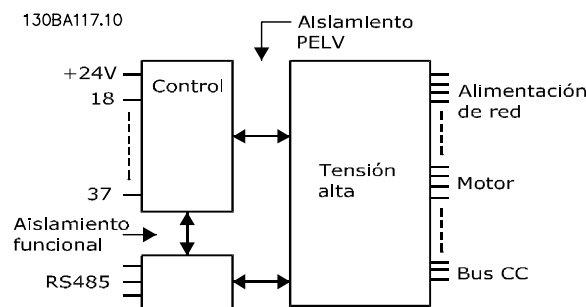 130BA117.10
Aislamiento
PELV
+24V
18
37
Control
Tensión
alta
Alimentación
de red
Motor
Bus CC
Aislamiento
funcional
RS485